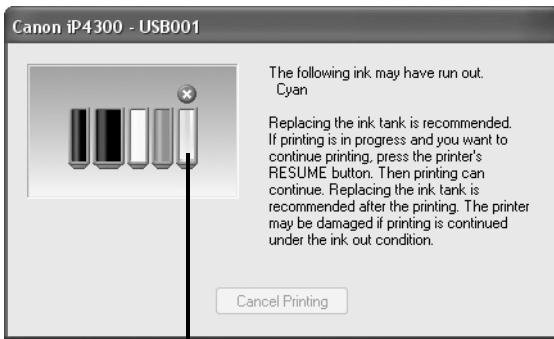 Canon iP4300 - USB001
The following ink may have run out.
Cyan
Replacing the ink tank is recommended.
If printing is in progress and you want to
continue printing, press the printer's
RESUME button. Then printing can
continue. Replacing the ink tank is
recommended after the printing. The printer
may be damaged if printing is continued
under the ink out condition.
Cancel Printing